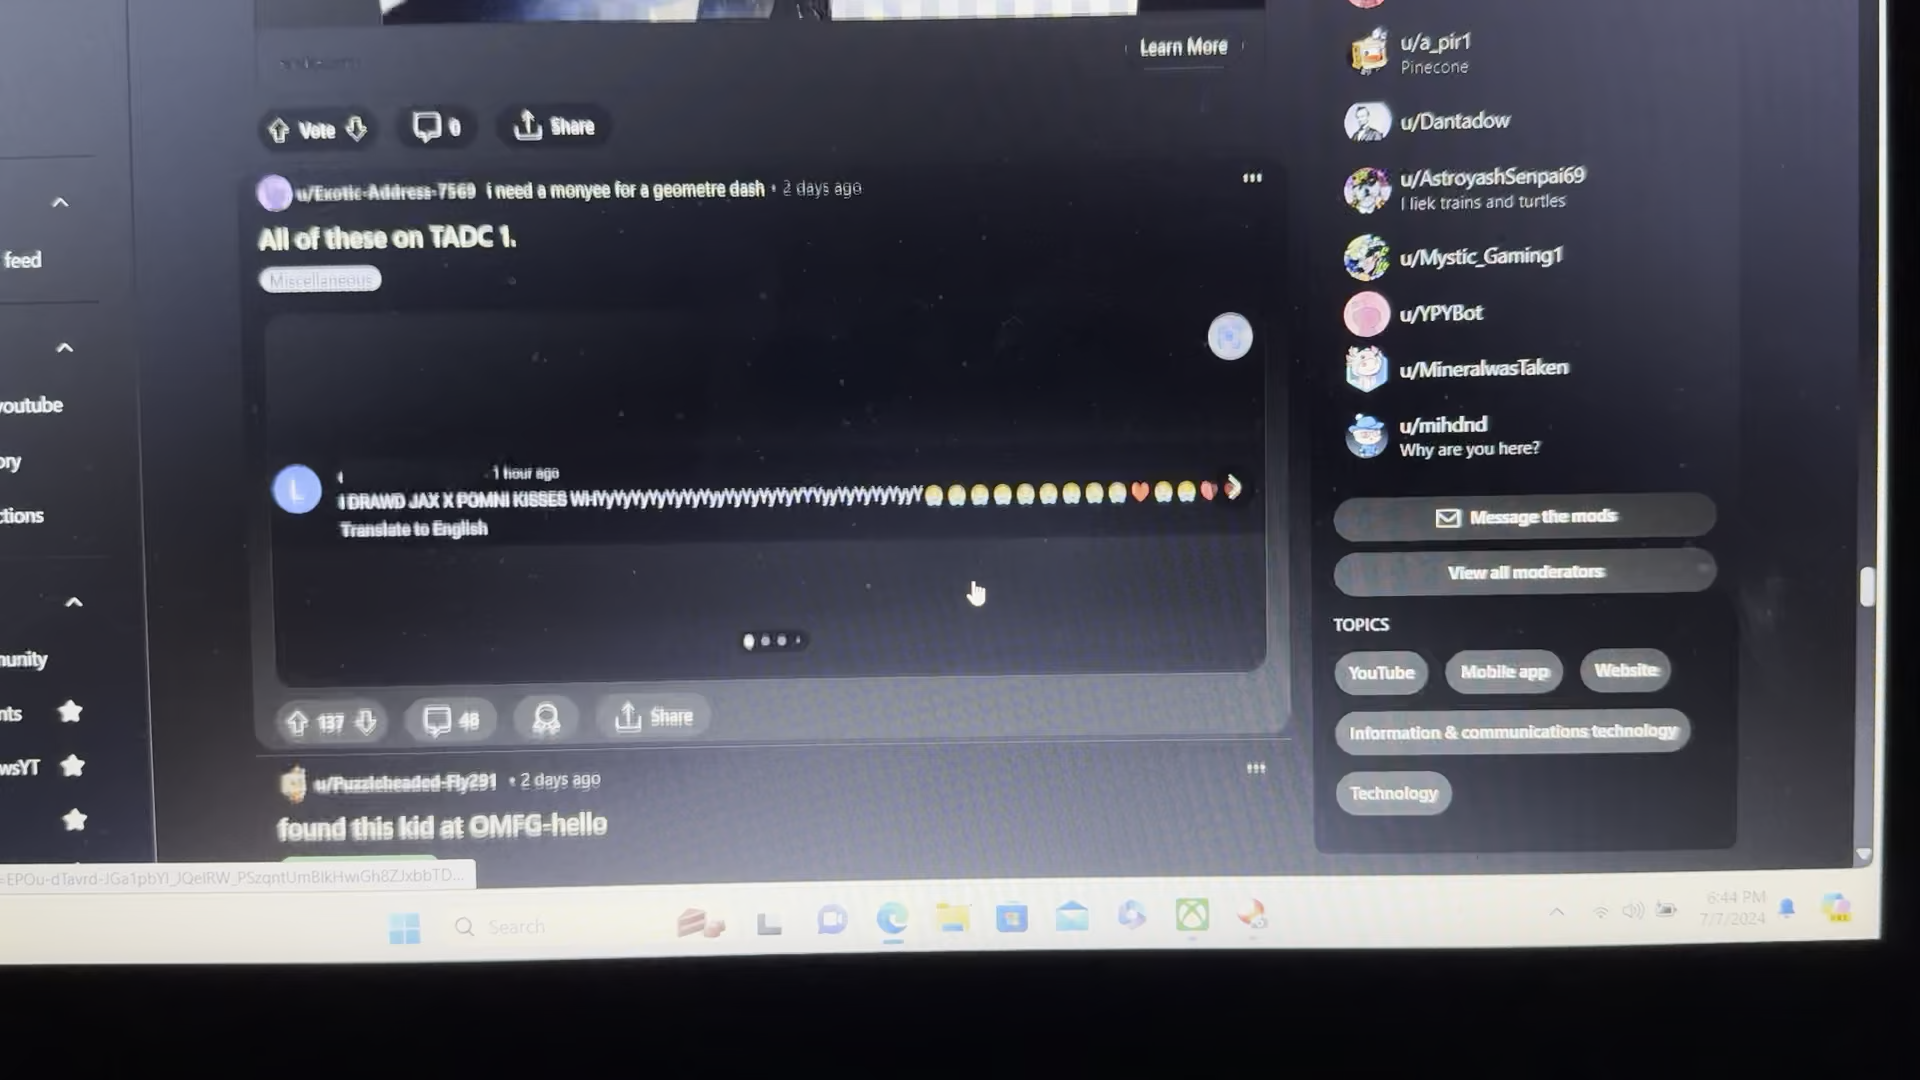 Learn More
Vote
0
Share
u/Exotic-Address-7569 i need a monyee for a geometre dash • 2 days ago
All of these on TADC 1.
Miscellaneous
1 hour ago
L
Translate to English
137
48
Share
u/Puzzleheaded-Fly291 • 2 days ago
found this kid at OMFG-hello
feed
youtube
ory
ctions
munity
nts
wsYT
u/a_pir1
Pinecone
u/Dantadow
u/AstroyashSenpai69
I liek trains and turtles
u/Mystic_Gaming1
u/YPYBot
u/MineralwasTaken
u/mihdnd
Why are you here?
Message the mods
View all moderators
TOPICS
YouTube
Mobile app
Website
Information & communications technology
Technology
I DRAWD JAX X POMNI KISSES
Search
6:44 PM
7/7/2024